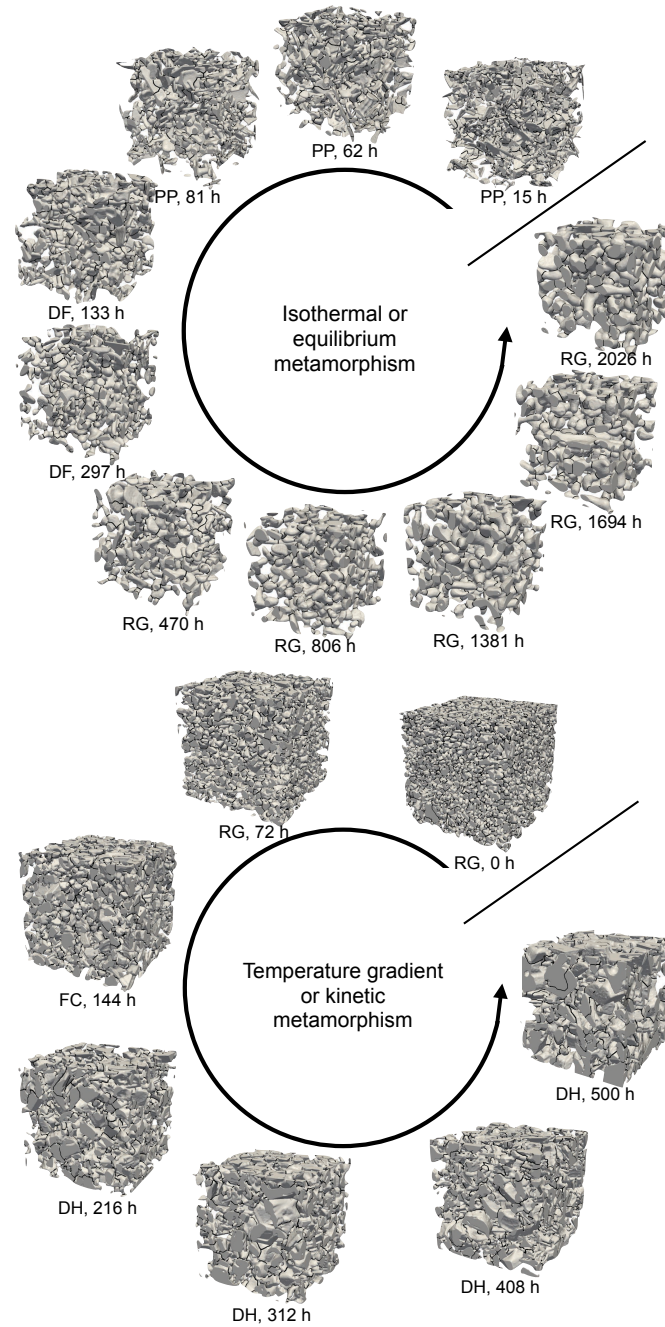 PP, 62 h
PP, 81 h
PP, 15 h
DF, 133 h
Isothermal or
equilibrium
metamorphism
RG, 2026 h
DF, 297 h
RG, 1694 h
RG, 470 h
RG, 806 h
RG, 1381 h
RG, 72 h
RG, 0 h
Temperature gradient
or kinetic
metamorphism
FC, 144 h
DH, 500 h
DH, 216 h
DH, 408 h
DH, 312 h